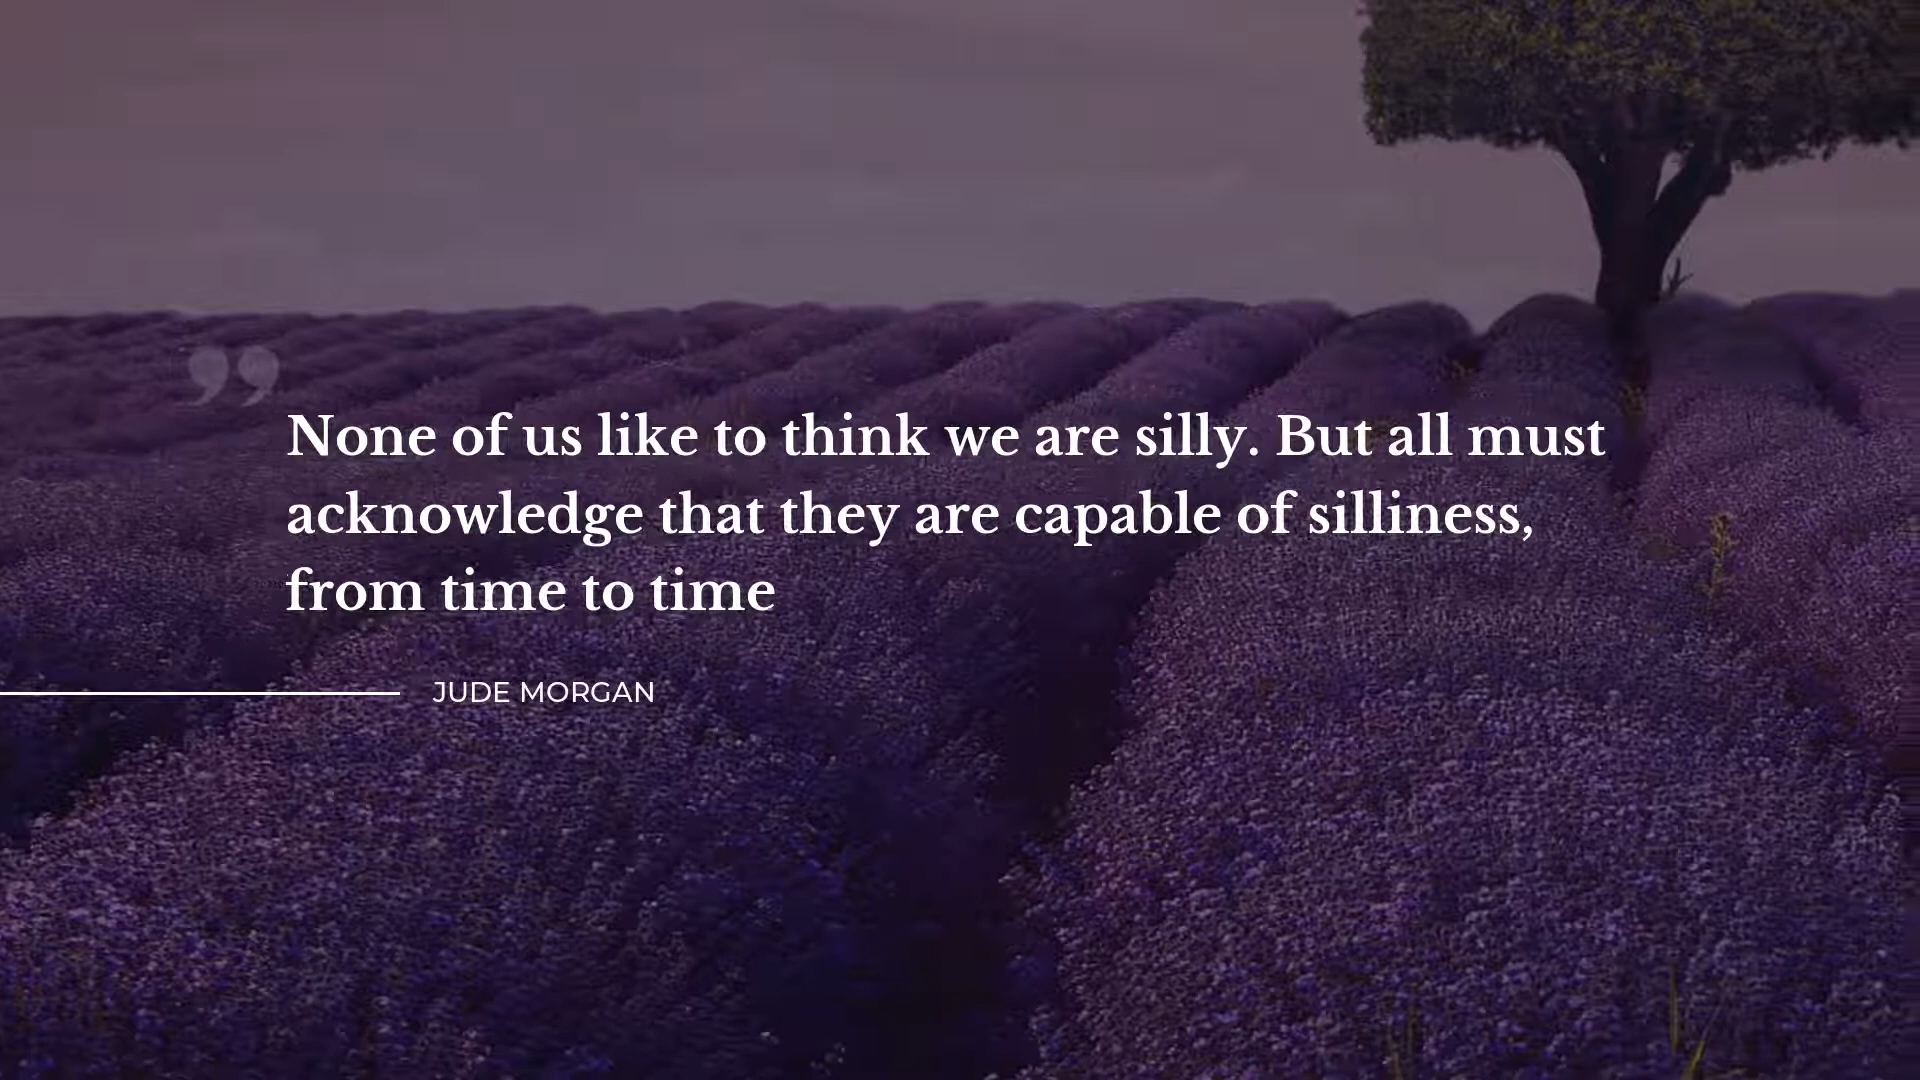 ”
None of us like to think we are silly. But all must
acknowledge that they are capable of silliness,
from time to time
JUDE MORGAN